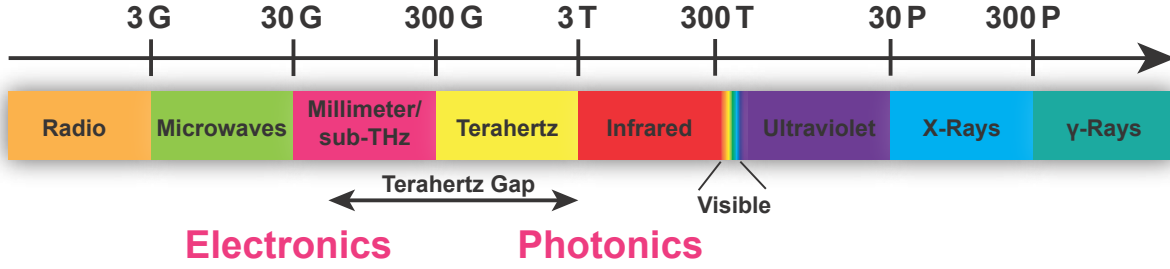 3 G 30 G 300 G 3 T 300 T 30 P 300 P
Radio Microwaves Millimeter/ sub-THz Terahertz Infrared Ultraviolet X-Rays γ-Rays
Terahertz Gap
Visible
Electronics Photonics